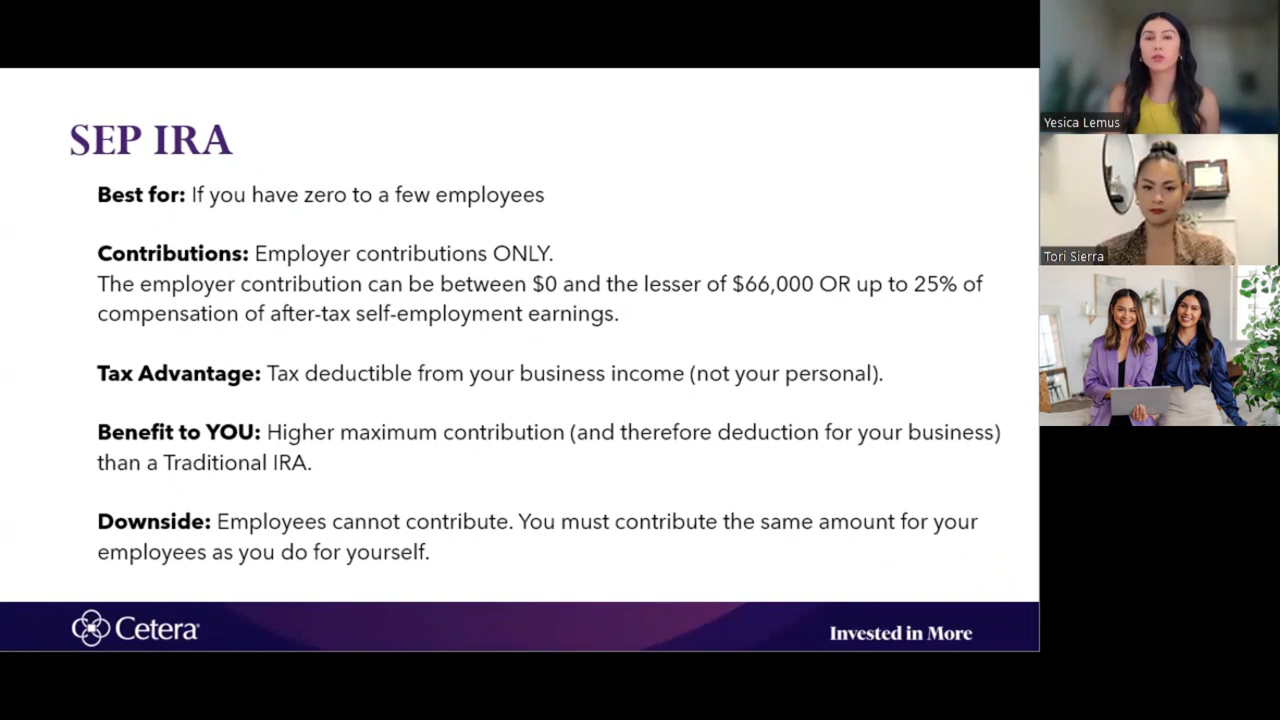 SEP IRA
Best for: If you have zero to a few employees
Contributions: Employer contributions ONLY.
The employer contribution can be between $0 and the lesser of $66,000 OR up to 25% of
compensation of after-tax self-employment earnings.
Tax Advantage: Tax deductible from your business income (not your personal).
Benefit to YOU: Higher maximum contribution (and therefore deduction for your business)
than a Traditional IRA.
Downside: Employees cannot contribute. You must contribute the same amount for your
employees as you do for yourself.
Cetera®
Invested in More
Yesica Lemus
Tori Sierra